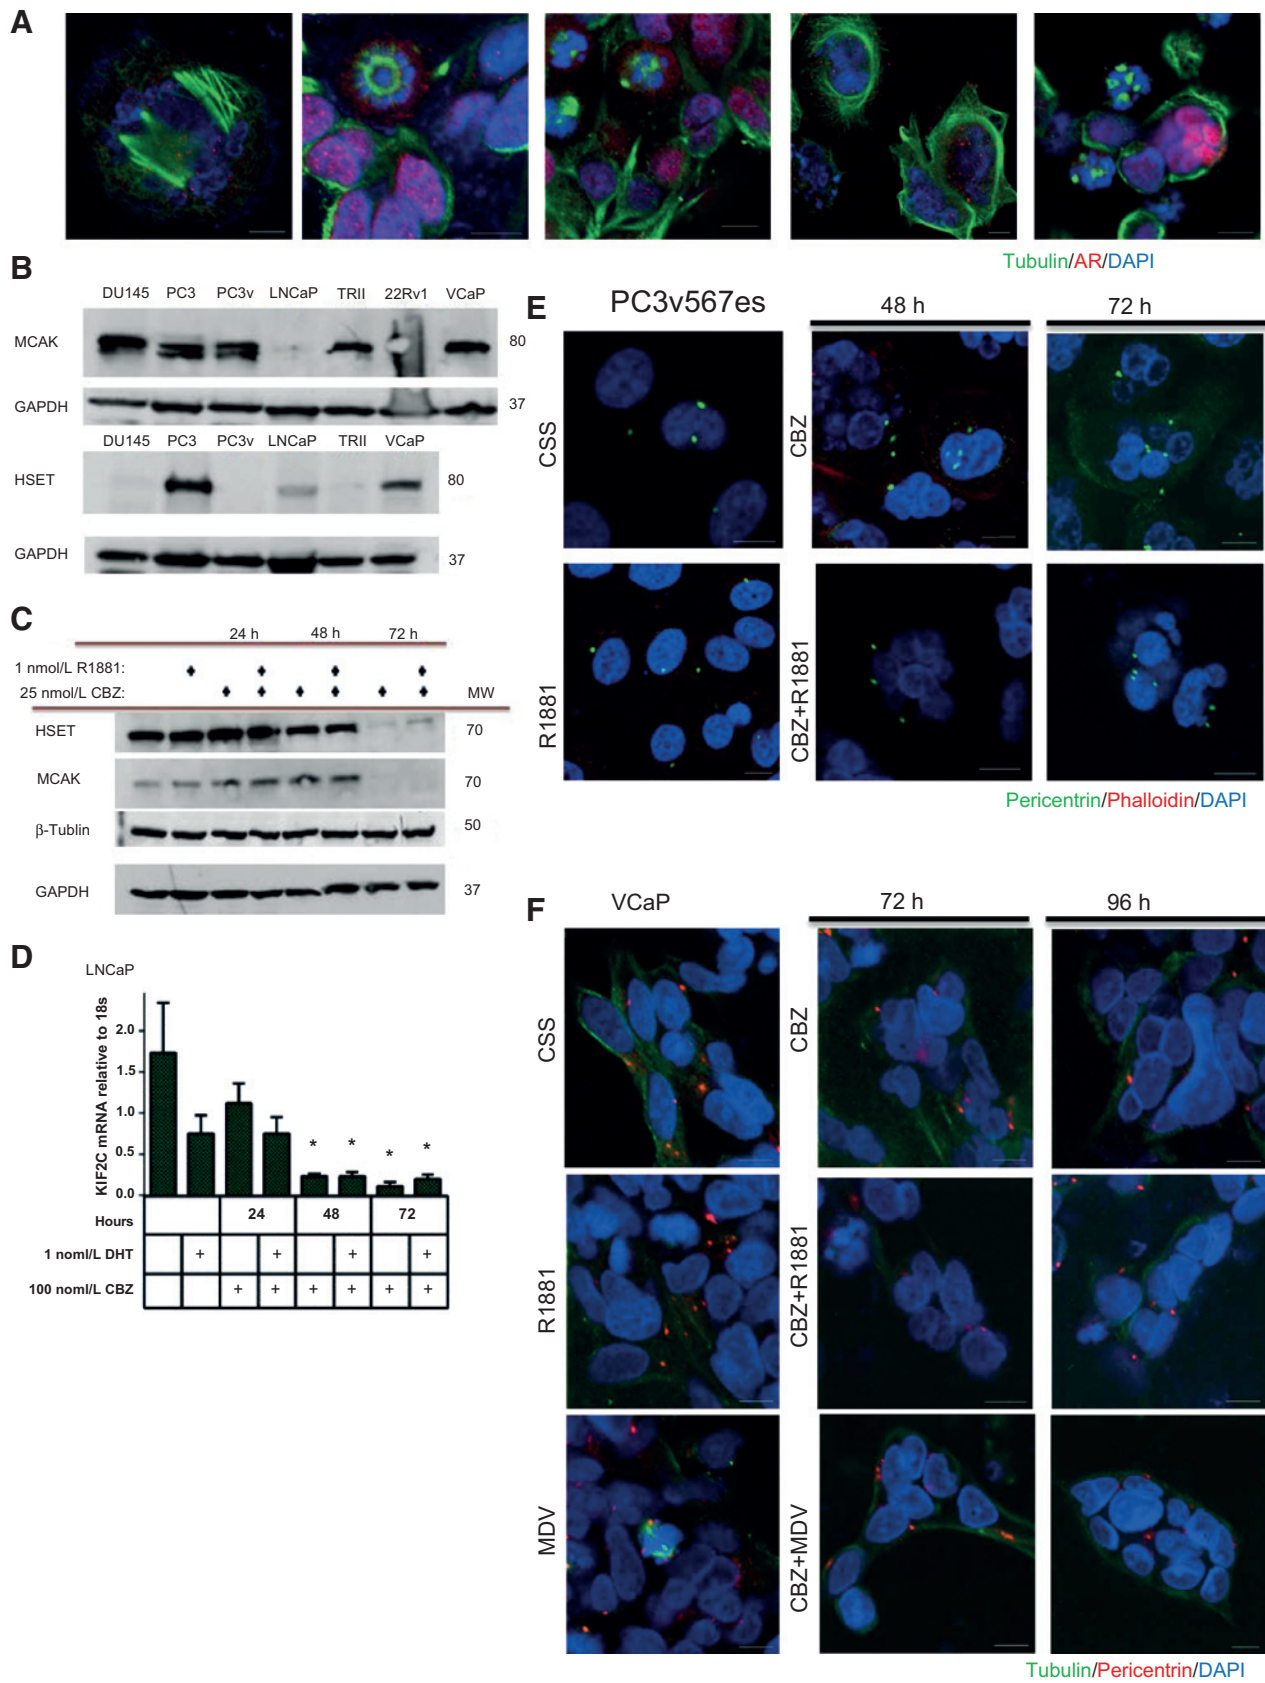 A
Tubulin/AR/DAPI
B
DU145 PC3 PC3v LNCaP TRII 22Rv1 VCaP
MCAK 80
GAPDH 37
DU145 PC3 PC3v LNCaP TRII VCaP
HSET 80
GAPDH 37
C
24 h 48 h 72 h
1 nmol/L R1881:
25 nmol/L CBZ: MW
HSET 70
MCAK 70
β-Tublin 50
GAPDH 37
D
LNCaP
KIF2C mRNA relative to 18s
2.0
1.5
1.0
0.5
0.0
* * * *
Hours 24 48 72
1 noml/L DHT + + + +
100 noml/L CBZ + + + + + +
E
PC3v567es 48 h 72 h
CSS CBZ
R1881 CBZ+R1881
Pericentrin/Phalloidin/DAPI
F
VCaP 72 h 96 h
CSS CBZ
R1881 CBZ+R1881
MDV CBZ+MDV
Tubulin/Pericentrin/DAPI